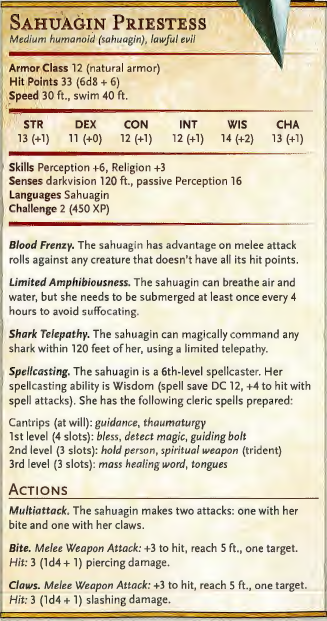 SAHUAGIN PRIESTESS
Medium humanoid (sahuagin), lawful evil
Armor Class 12 (natural armor)
Hit Points 33 (6d8 + 6)
Speed 30 ft., swim 40 ft.
STR DEX CON INT WIS CHA
13 (+1) 11 (+0) 12 (+1) 12 (+1) 14 (+2) 13 (+1)
Skills Perception +6, Religion +3
Senses darkvision 120 ft., passive Perception 16
Languages Sahuagin
Challenge 2 (450 XP)
Blood Frenzy. The sahuagin has advantage on melee attack
rolls against any creature that doesn't have all its hit points.
Limited Amphibiousness. The sahuagin can breathe air and
water, but she needs to be submerged at least once every 4
hours to avoid suffocating.
Shark Telepathy. The sahuagin can magically command any
shark within 120 feet of her, using a limited telepathy.
Spellcasting. The sahuagin is a 6th-level spellcaster. Her
spellcasting ability is Wisdom (spell save DC 12, +4 to hit with
spell attacks). She has the following cleric spells prepared:
Cantrips (at will): guidance, thaumaturgy
1st level (4 slots): bless, detect magic, guiding bolt
2nd level (3 slots): hold person, spiritual weapon (trident)
3rd level (3 slots): mass healing word, tongues
ACTIONS
Multiattack. The sahuagin makes two attacks: one with her
bite and one with her claws.
Bite. Melee Weapon Attack: +3 to hit, reach 5 ft., one target.
Hit: 3 (1d4 + 1) piercing damage.
Claws. Melee Weapon Attack: +3 to hit, reach 5 ft., one target.
Hit: 3 (1d4 + 1) slashing damage.